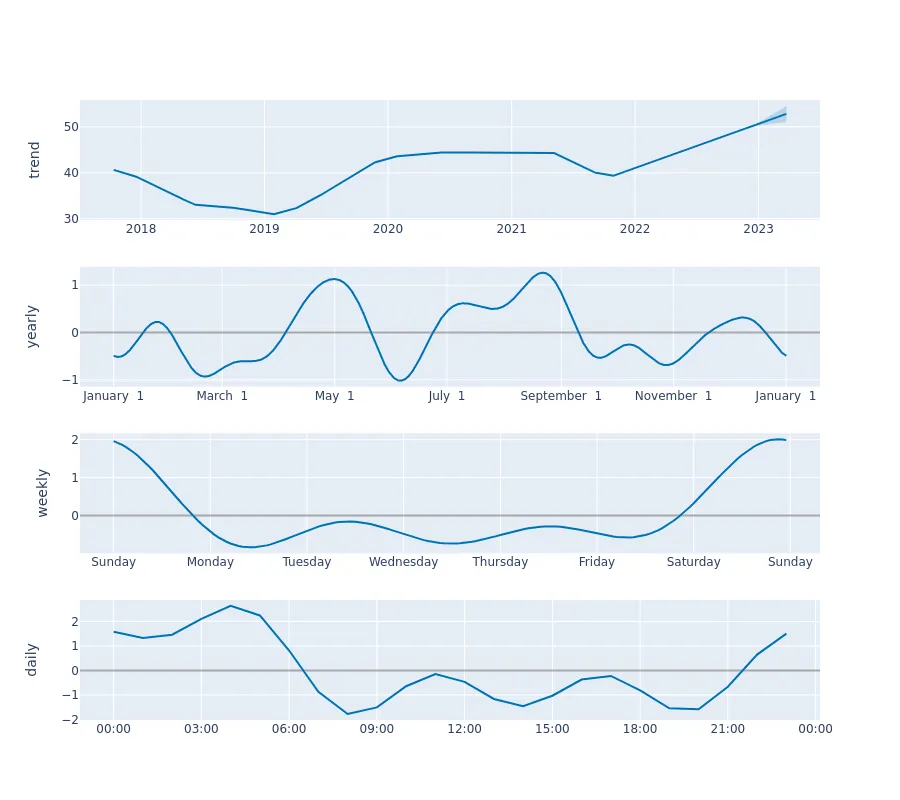 trend
50
40
30
2018 2019 2020 2021 2022 2023
yearly
1
0
−1
January 1 March 1 May 1 July 1 September 1 November 1 January 1
weekly
2
1
0
Sunday Monday Tuesday Wednesday Thursday Friday Saturday Sunday
daily
2
1
0
−1
−2
00:00 03:00 06:00 09:00 12:00 15:00 18:00 21:00 00:00